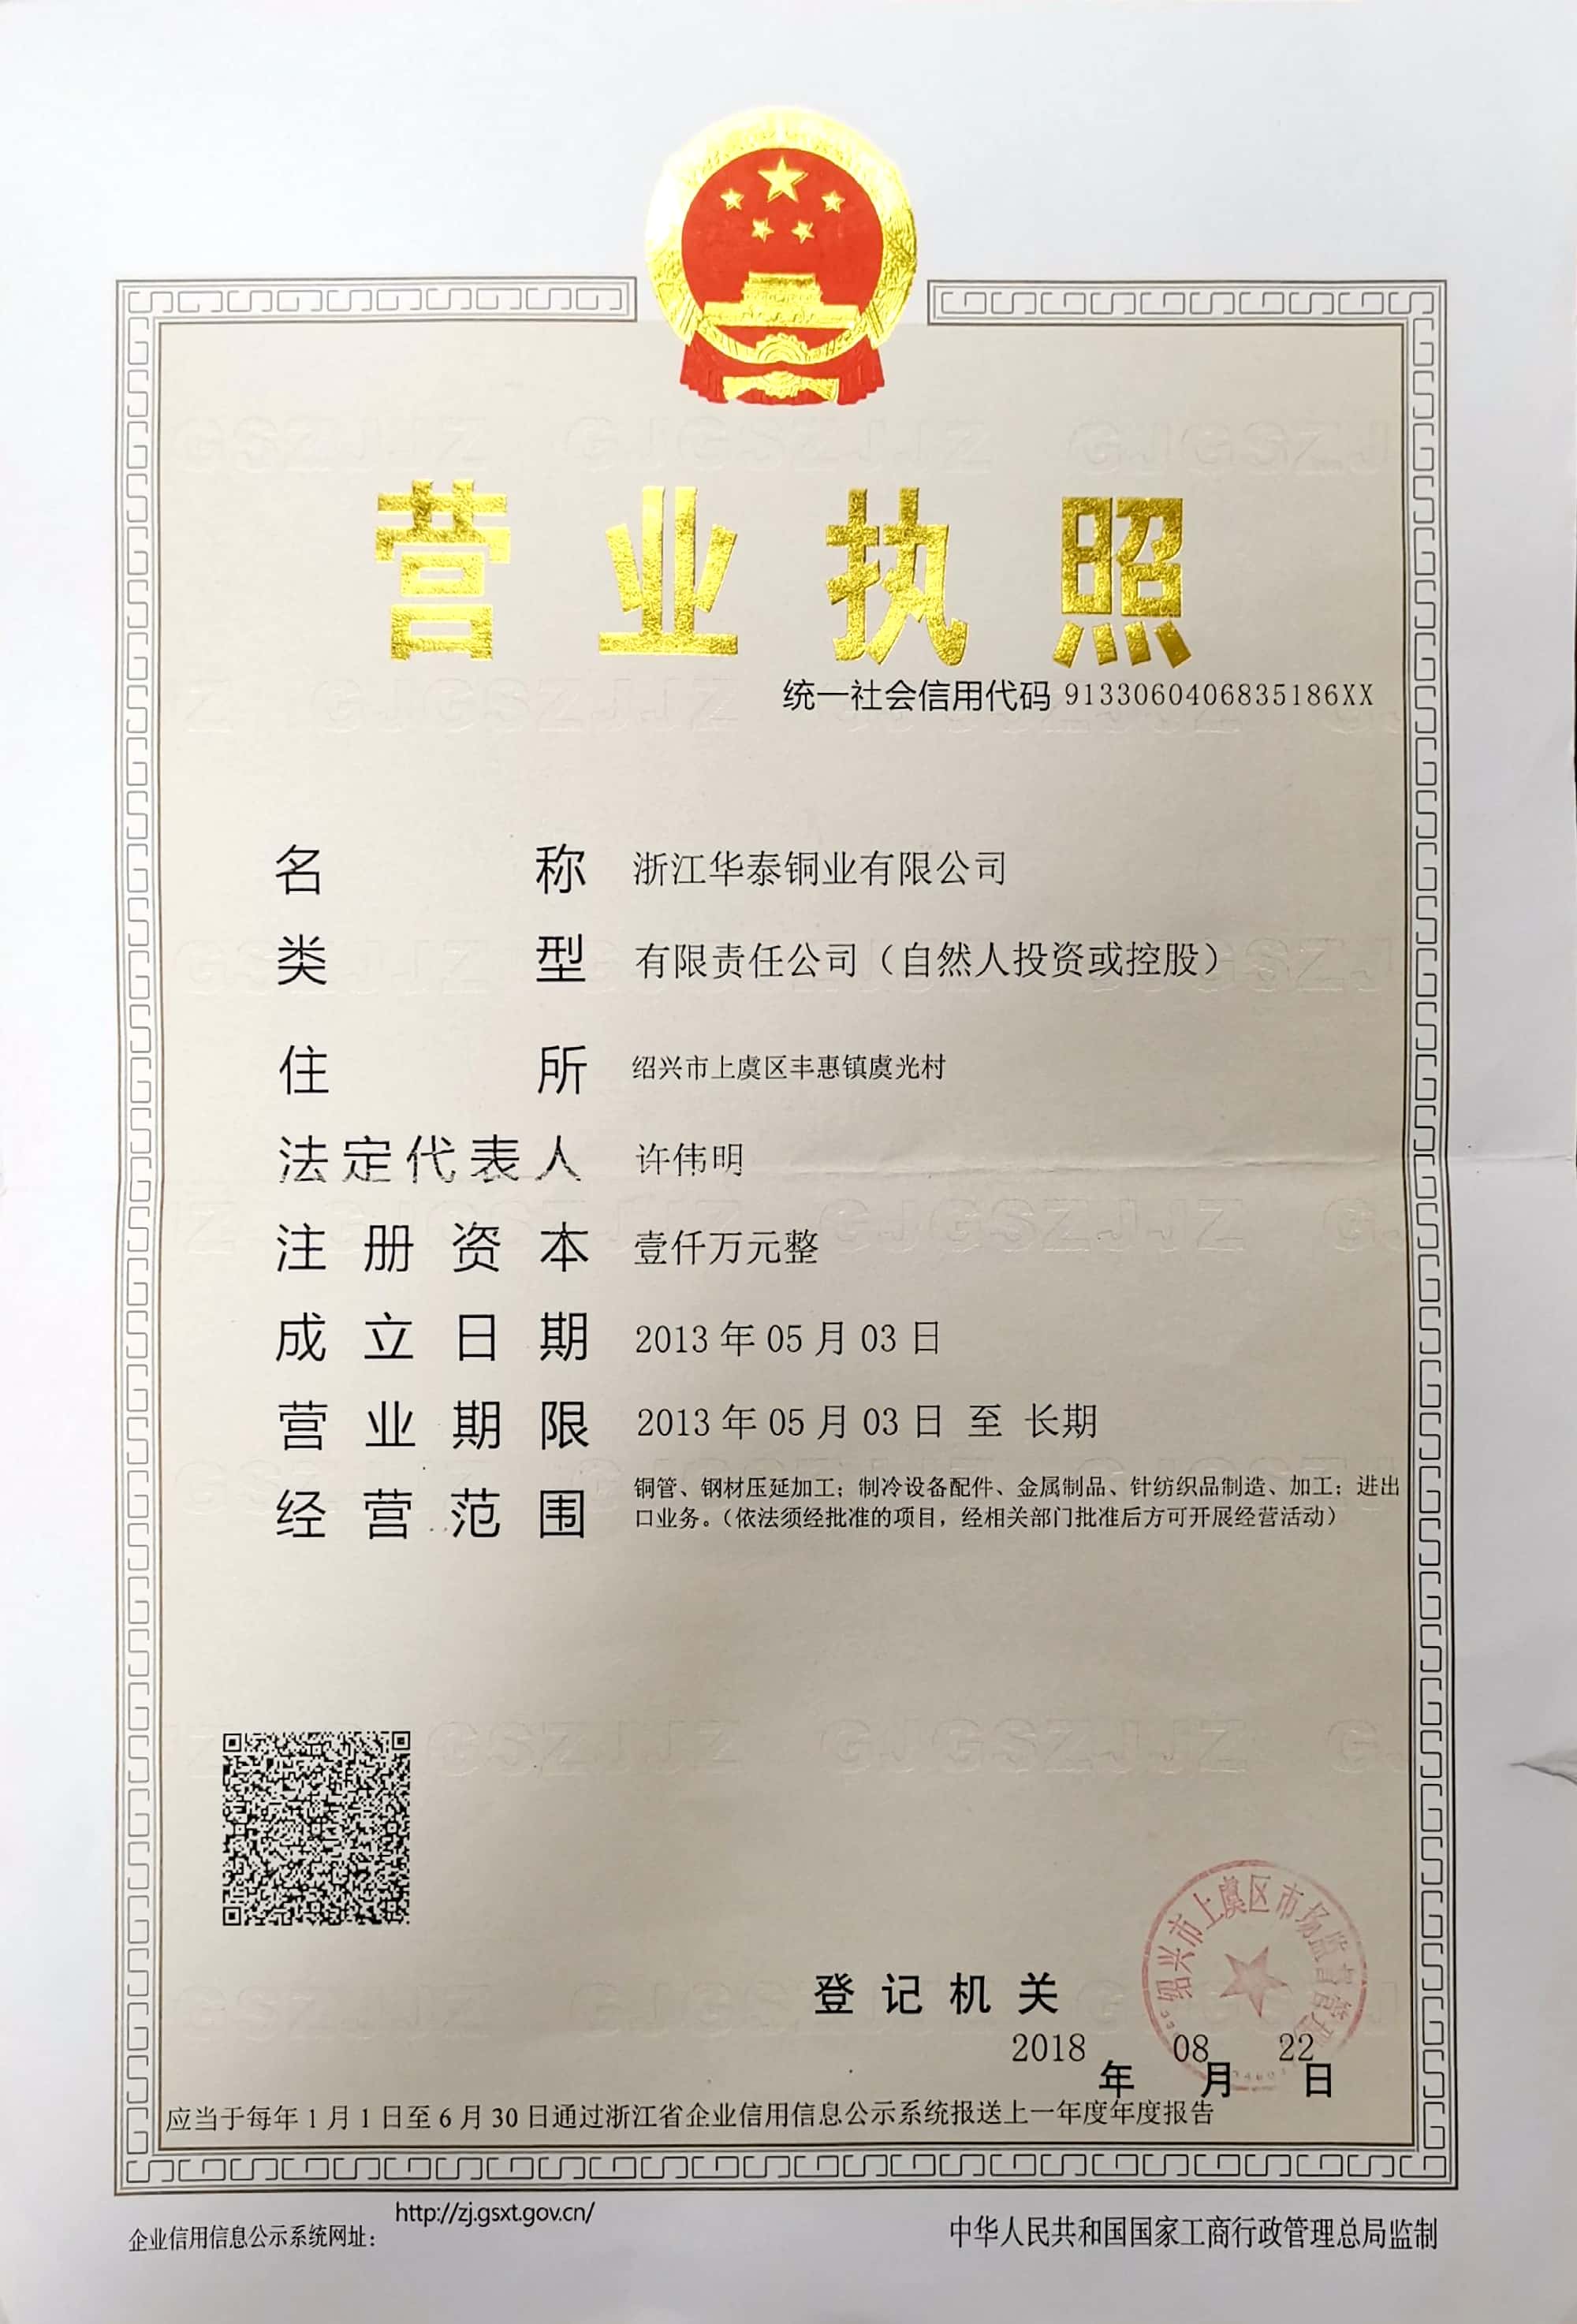 营业执照
统一社会信用代码 9133060406835186XX
名称 浙江华泰铜业有限公司
类型 有限责任公司（自然人投资或控股）
住所 绍兴市上虞区丰惠镇虞光村
法定代表人 许伟明
注册资本 壹仟万元整
成立日期 2013年05月03日
营业期限 2013年05月03日 至 长期
经营范围 铜管、钢材压延加工；制冷设备配件、金属制品、针纺织品制造、加工；进出
口业务。（依法须经批准的项目，经相关部门批准后方可开展经营活动）
绍兴市上虞区市场监督管理
登记机关
2018年08月22日
应当于每年1月1日至6月30日通过浙江省企业信用信息公示系统报送上一年度年度报告
企业信用信息公示系统网址： http://zj.gsxt.gov.cn/
中华人民共和国国家工商行政管理总局监制